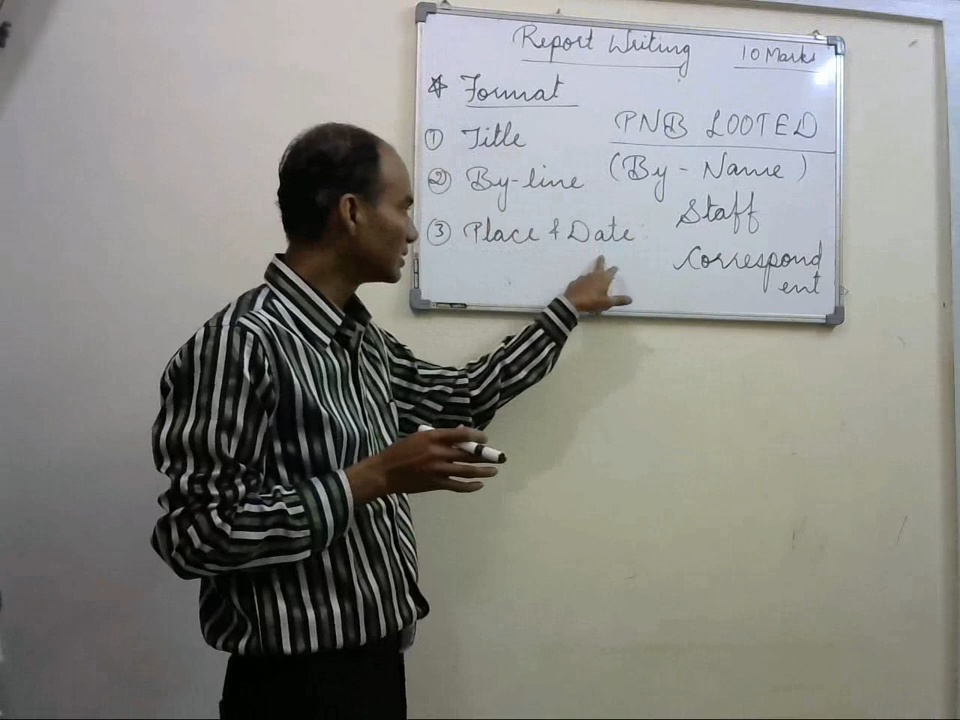 Report Writing 10 Marks
☆ Format
① Title PNB LOOTED
② By-line (By - Name)
Staff
③ Place & Date
Correspond
ent